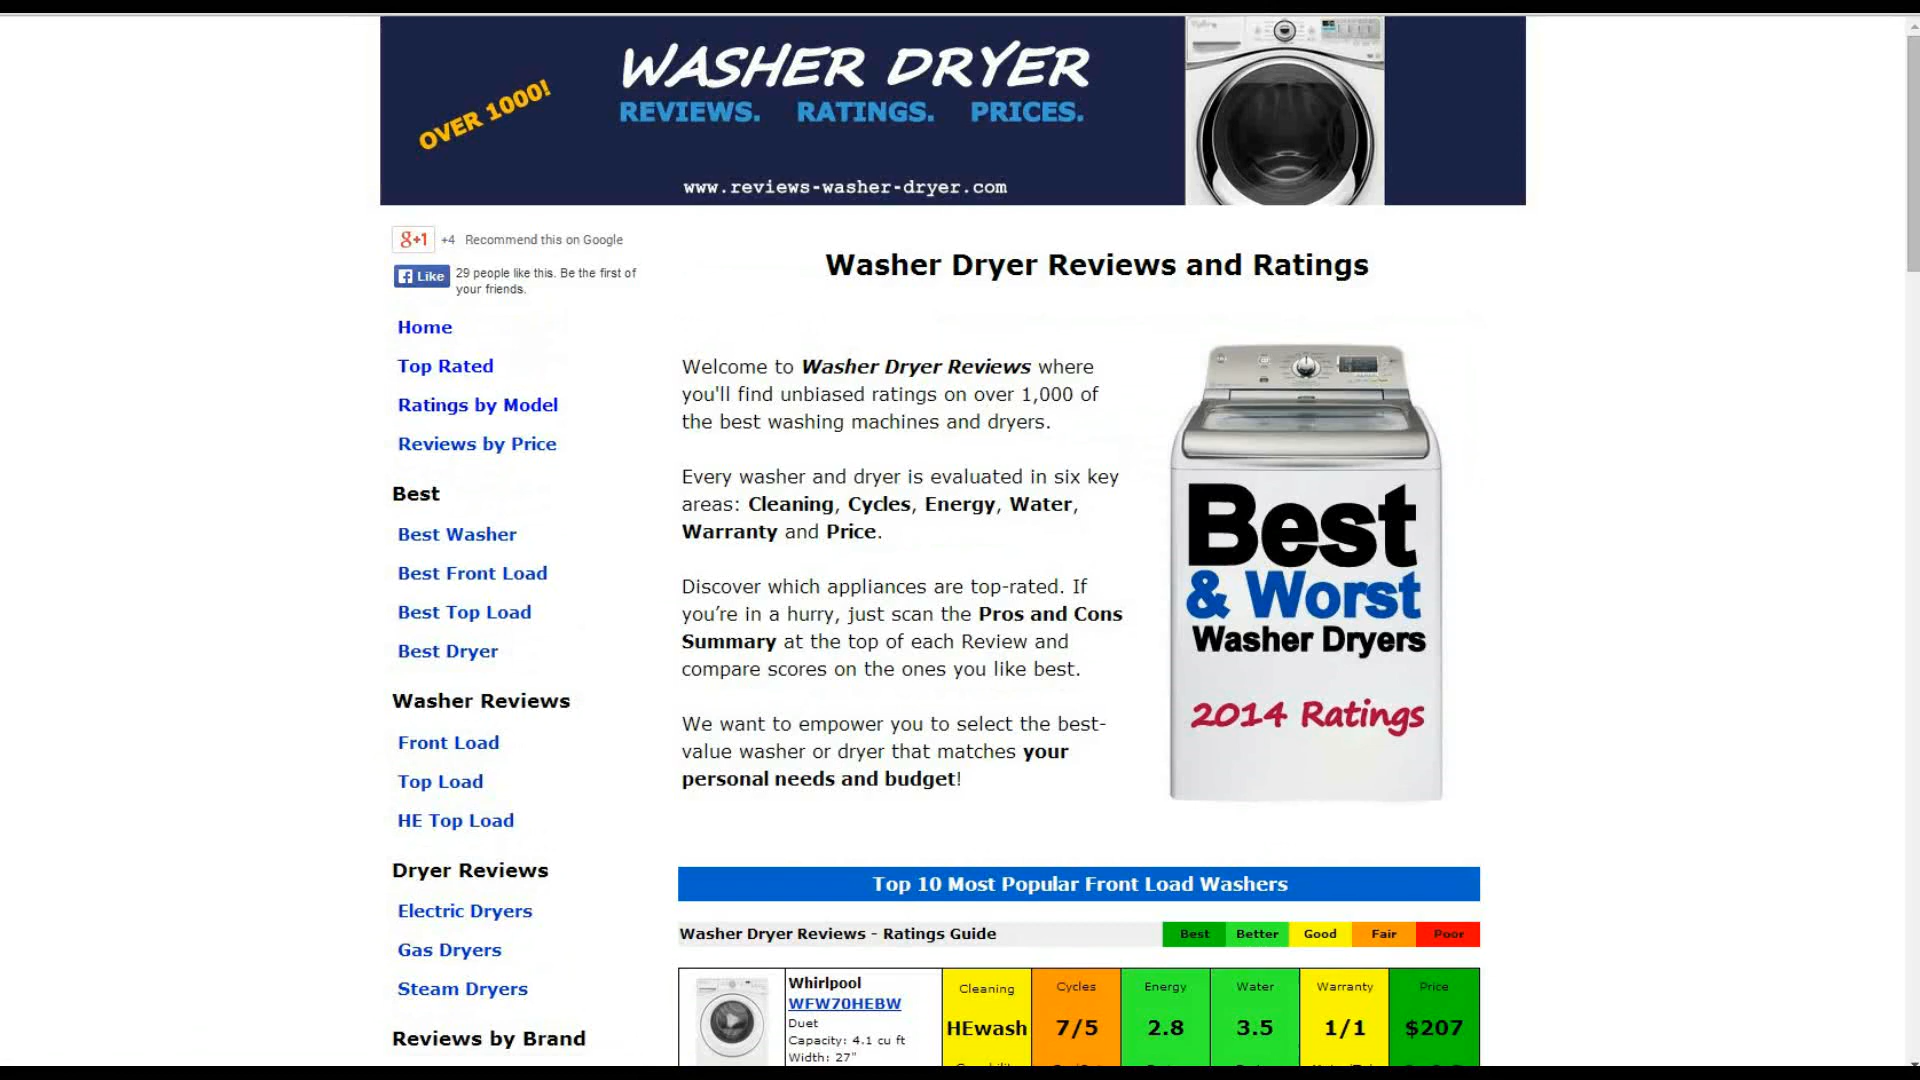 OVER 1000!
WASHER DRYER
REVIEWS. RATINGS. PRICES.
www.reviews-washer-dryer.com
g+1 +4 Recommend this on Google
Like 29 people like this. Be the first of
your friends.
Home
Top Rated
Ratings by Model
Reviews by Price
Best
Best Washer
Best Front Load
Best Top Load
Best Dryer
Washer Reviews
Front Load
Top Load
HE Top Load
Dryer Reviews
Electric Dryers
Gas Dryers
Steam Dryers
Reviews by Brand
Washer Dryer Reviews and Ratings
Welcome to Washer Dryer Reviews where
you'll find unbiased ratings on over 1,000 of
the best washing machines and dryers.
Every washer and dryer is evaluated in six key
areas: Cleaning, Cycles, Energy, Water,
Warranty and Price.
Discover which appliances are top-rated. If
you’re in a hurry, just scan the Pros and Cons
Summary at the top of each Review and
compare scores on the ones you like best.
We want to empower you to select the best-
value washer or dryer that matches your
personal needs and budget!
Best
& Worst
Washer Dryers
2014 Ratings
Top 10 Most Popular Front Load Washers
Washer Dryer Reviews - Ratings Guide Best Better Good Fair Poor
Whirlpool
WFW70HEBW
Duet
Capacity: 4.1 cu ft
Width: 27"
Cleaning Cycles Energy Water Warranty Price
HEwash 7/5 2.8 3.5 1/1 $207